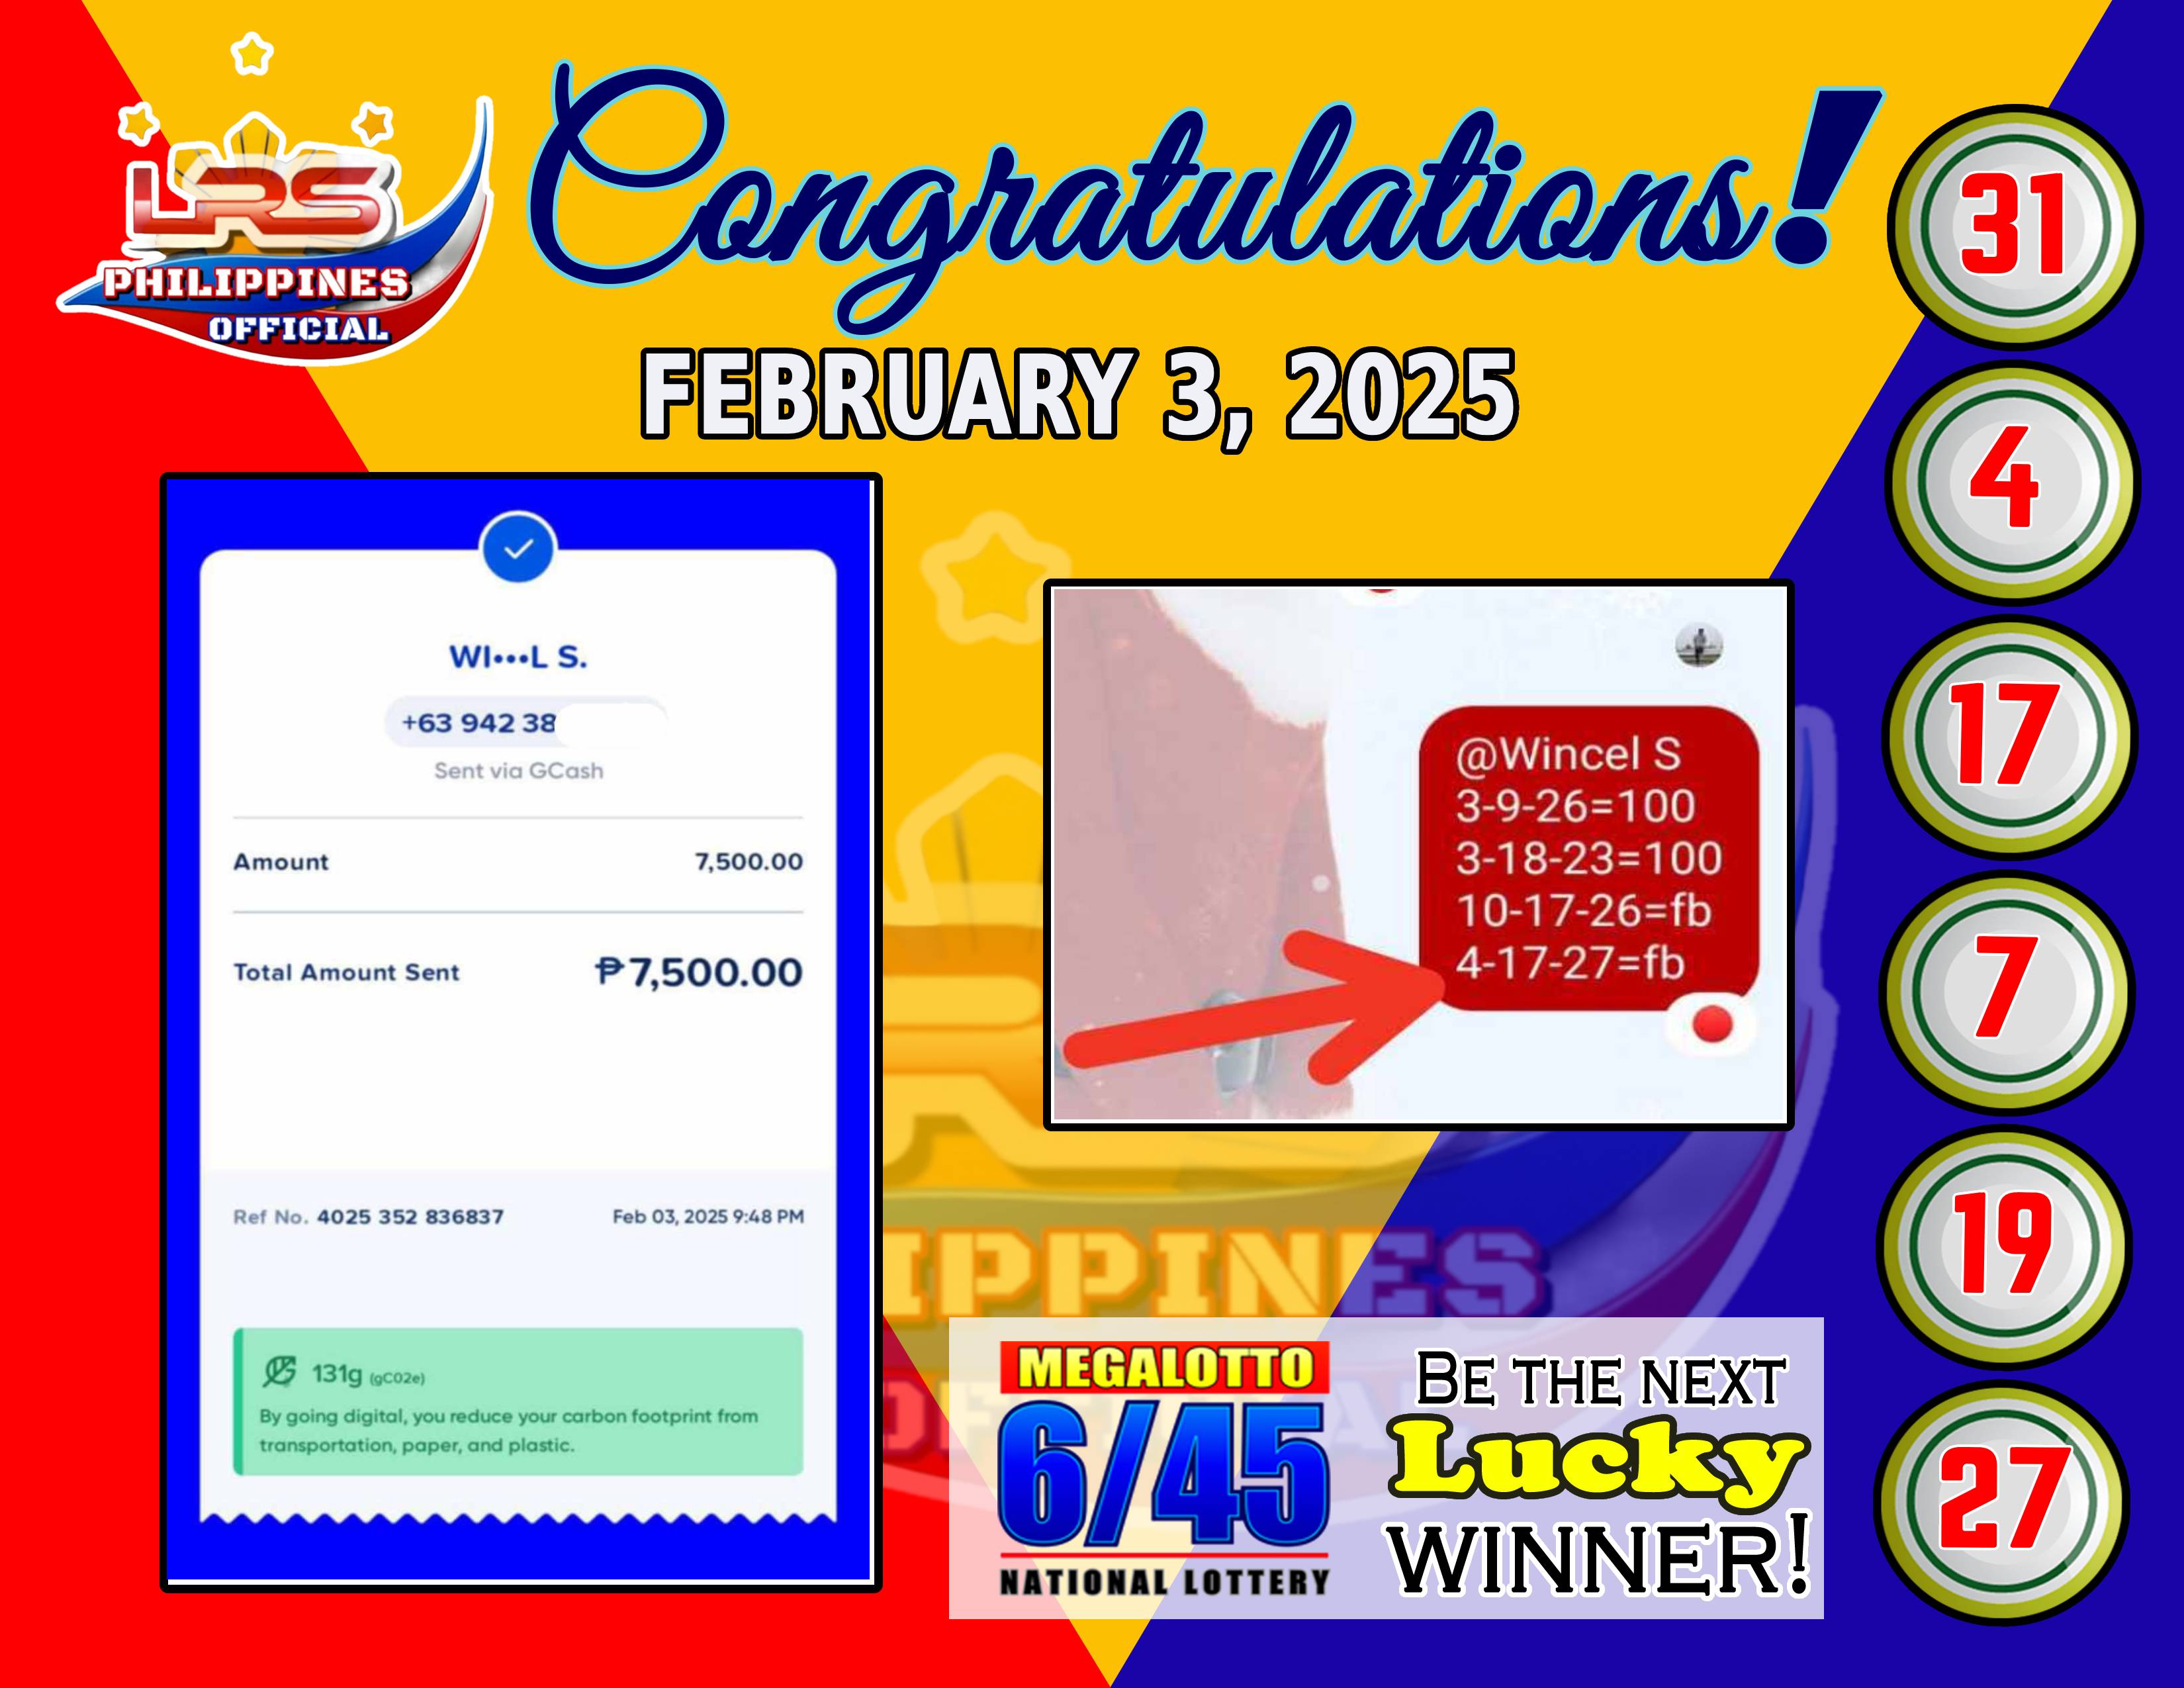 LRS
PHILIPPINES
OFFICIAL
Congratulations!
FEBRUARY 3, 2025
WI•••L S.
+63 942 38
Sent via GCash
Amount 7,500.00
Total Amount Sent ₱7,500.00
Ref No. 4025 352 836837 Feb 03, 2025 9:48 PM
131g (gCO2e)
By going digital, you reduce your carbon footprint from
transportation, paper, and plastic.
@Wincel S
3-9-26=100
3-18-23=100
10-17-26=fb
4-17-27=fb
IPPINES
MEGALOTTO
6/45
NATIONAL LOTTERY
BE THE NEXT
Lucky
WINNER!
31
4
17
7
19
27